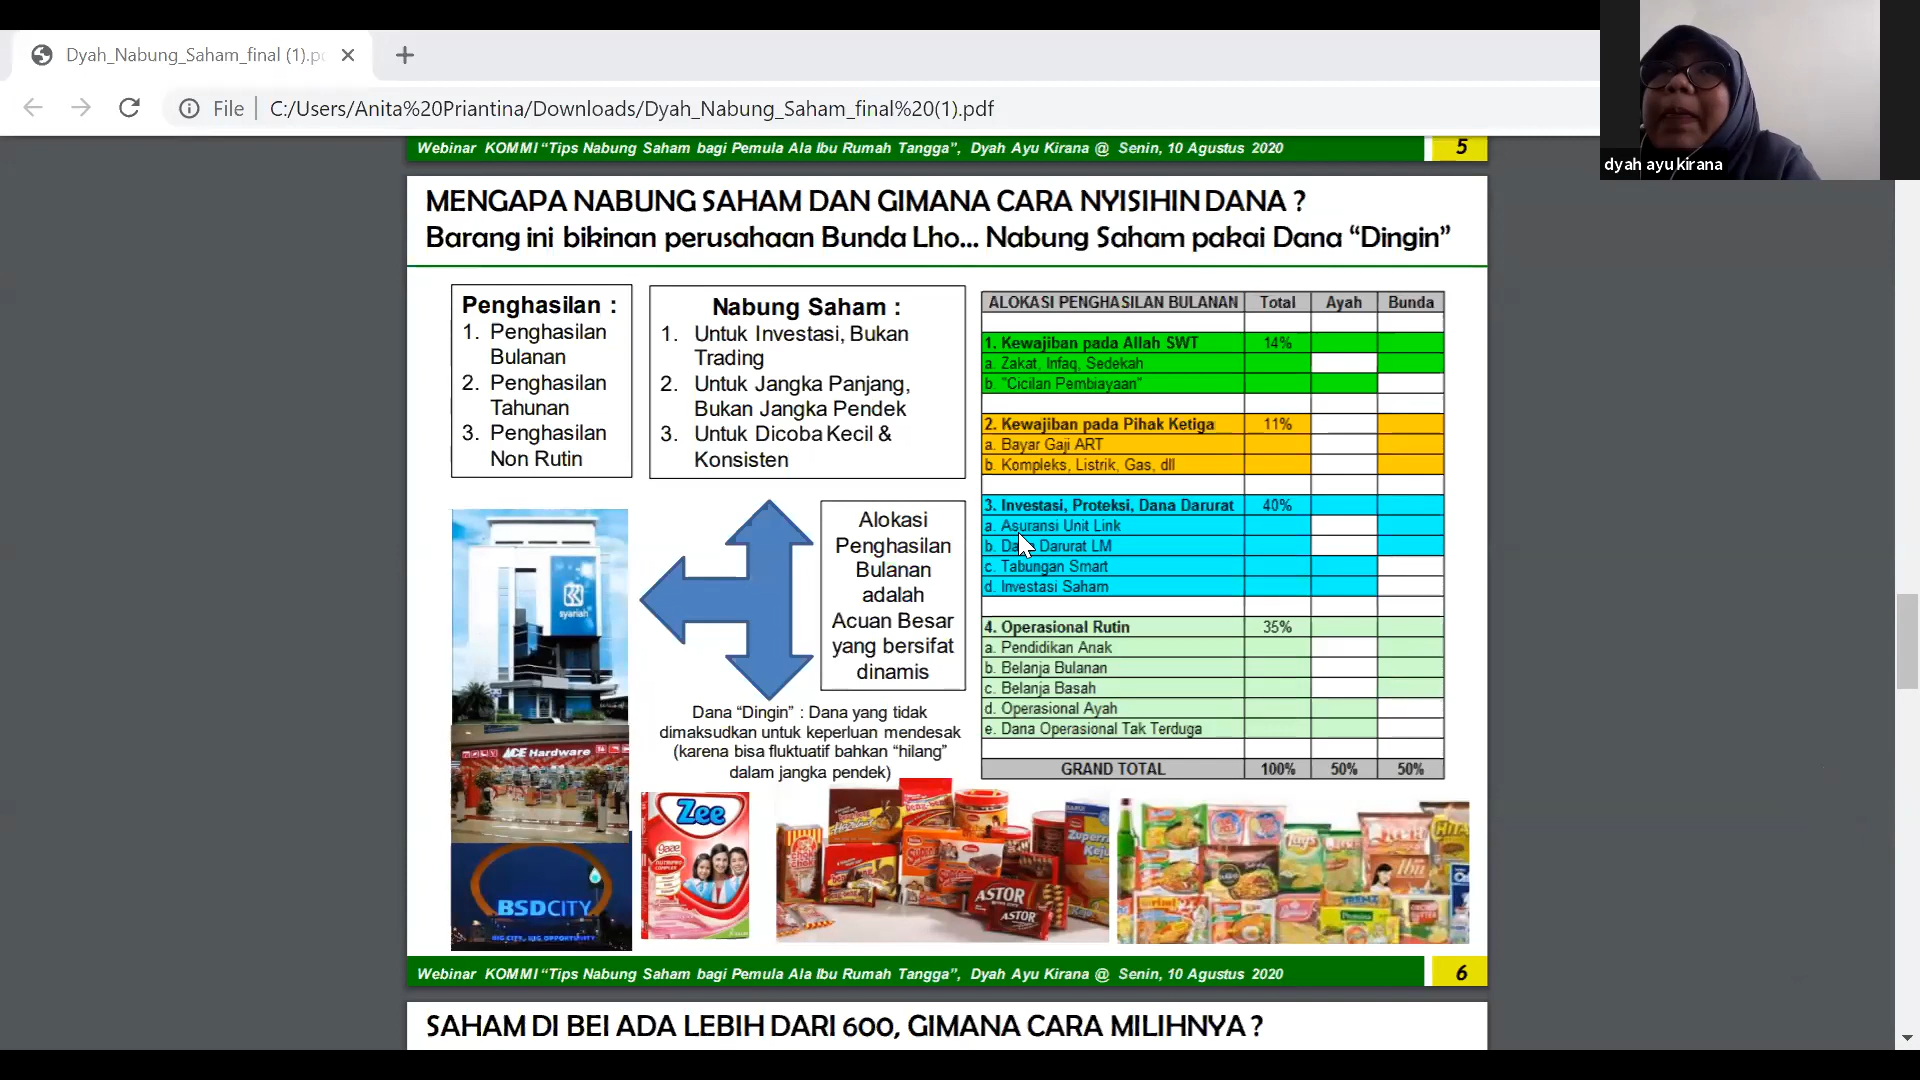 Dyah_Nabung_Saham_final (1).pd
File
C:/Users/Anita%20Priantina/Downloads/Dyah_Nabung_Saham_final%20(1).pdf
dyah ayu kirana
Webinar KOMMI "Tips Nabung Saham bagi Pemula Ala Ibu Rumah Tangga", Dyah Ayu Kirana @ Senin, 10 Agustus 2020
5
MENGAPA NABUNG SAHAM DAN GIMANA CARA NYISIHIN DANA ?
Barang ini bikinan perusahaan Bunda Lho... Nabung Saham pakai Dana “Dingin”
Penghasilan :
1. Penghasilan
Bulanan
2. Penghasilan
Tahunan
3. Penghasilan
Non Rutin
Nabung Saham :
1. Untuk Investasi, Bukan
Trading
2. Untuk Jangka Panjang,
Bukan Jangka Pendek
3. Untuk Dicoba Kecil &
Konsisten
Alokasi
Penghasilan
Bulanan
adalah
Acuan Besar
yang bersifat
dinamis
Dana “Dingin” : Dana yang tidak
dimaksudkan untuk keperluan mendesak
(karena bisa fluktuatif bahkan “hilang”
dalam jangka pendek)
ALOKASI PENGHASILAN BULANAN Total Ayah Bunda
1. Kewajiban pada Allah SWT 14%
a. Zakat, Infaq, Sedekah
b. "Cicilan Pembiayaan"
2. Kewajiban pada Pihak Ketiga 11%
a. Bayar Gaji ART
b. Kompleks, Listrik, Gas, dll
3. Investasi, Proteksi, Dana Darurat 40%
a. Asuransi Unit Link
b. Dana Darurat LM
c. Tabungan Smart
d. Investasi Saham
4. Operasional Rutin 35%
a. Pendidikan Anak
b. Belanja Bulanan
c. Belanja Basah
d. Operasional Ayah
e. Dana Operasional Tak Terduga
GRAND TOTAL 100% 50% 50%
syariah
ACE Hardware
BSDCITY
BIG CITY, BIG OPPORTUNITY
Zee
ASTOR
ASTOR
Webinar KOMMI "Tips Nabung Saham bagi Pemula Ala Ibu Rumah Tangga", Dyah Ayu Kirana @ Senin, 10 Agustus 2020
6
SAHAM DI BEI ADA LEBIH DARI 600, GIMANA CARA MILIHNYA ?